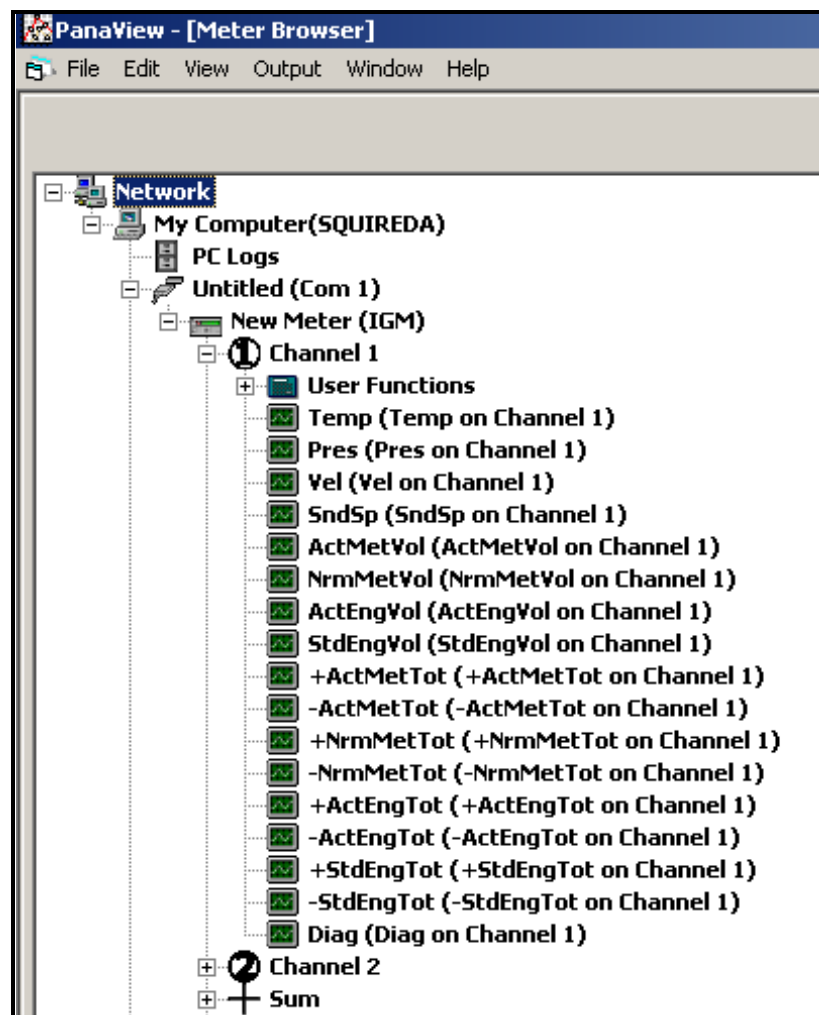 PanaView - [Meter Browser]
File Edit View Output Window Help
Network
My Computer(SQUIREDA)
PC Logs
Untitled (Com 1)
New Meter (IGM)
1 Channel 1
User Functions
Temp (Temp on Channel 1)
Pres (Pres on Channel 1)
Vel (Vel on Channel 1)
SndSp (SndSp on Channel 1)
ActMetVol (ActMetVol on Channel 1)
NrmMetVol (NrmMetVol on Channel 1)
ActEngVol (ActEngVol on Channel 1)
StdEngVol (StdEngVol on Channel 1)
+ActMetTot (+ActMetTot on Channel 1)
-ActMetTot (-ActMetTot on Channel 1)
+NrmMetTot (+NrmMetTot on Channel 1)
-NrmMetTot (-NrmMetTot on Channel 1)
+ActEngTot (+ActEngTot on Channel 1)
-ActEngTot (-ActEngTot on Channel 1)
+StdEngTot (+StdEngTot on Channel 1)
-StdEngTot (-StdEngTot on Channel 1)
Diag (Diag on Channel 1)
2 Channel 2
Sum